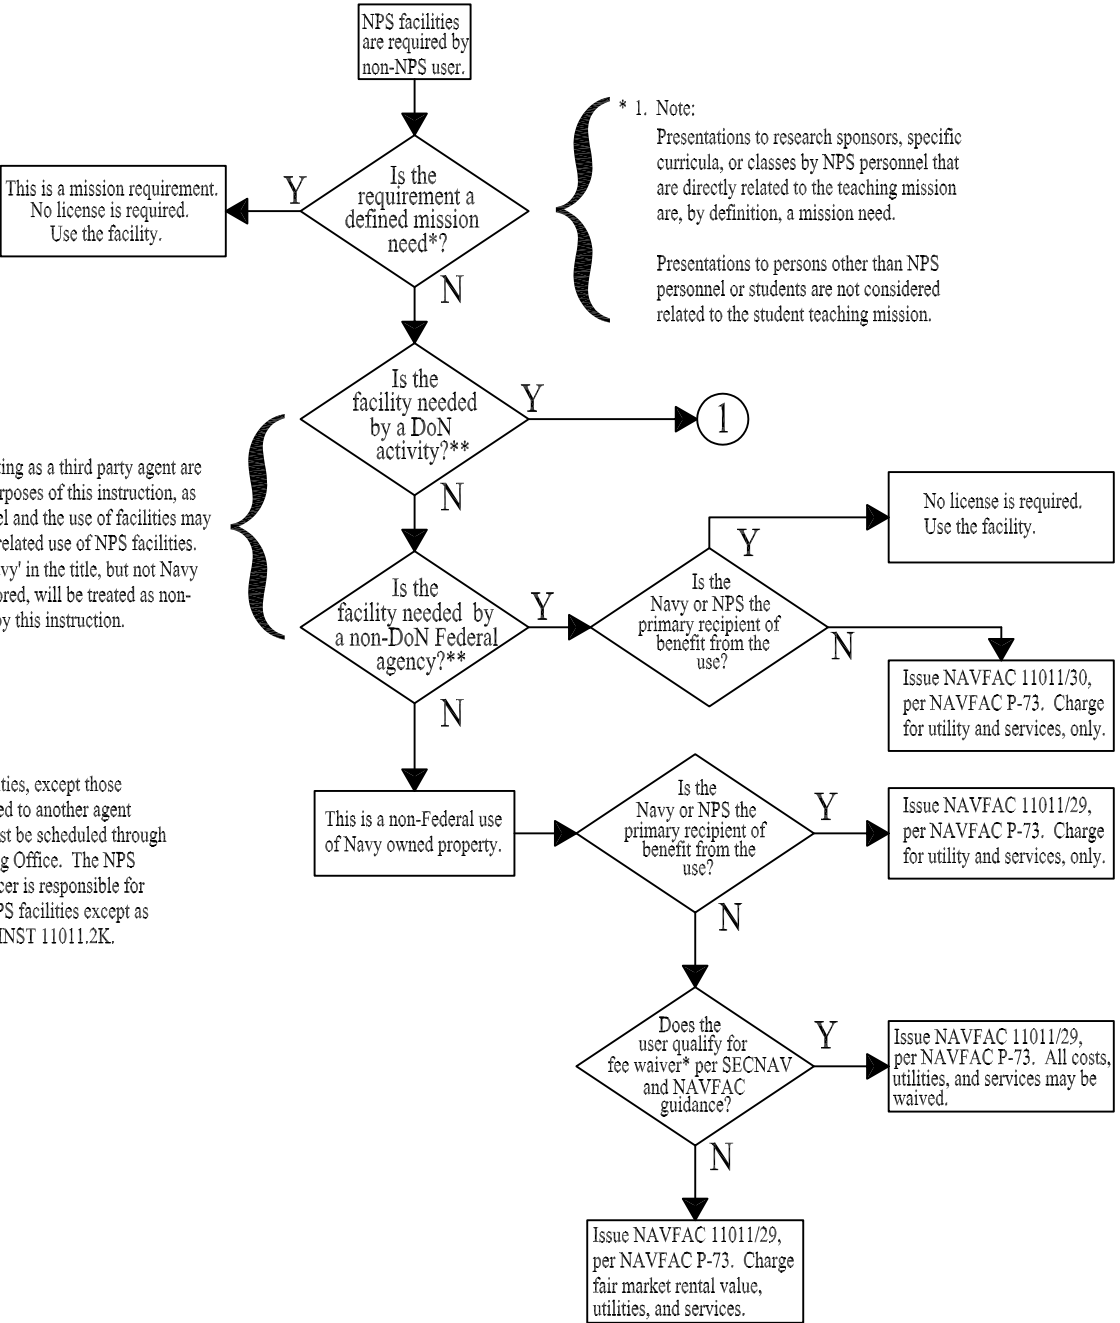 NPS facilities
are required by
non-NPS user.
* 1. Note:
Presentations to research sponsors, specific
curricula, or classes by NPS personnel that
are directly related to the teaching mission
are, by definition, a mission need.
Presentations to persons other than NPS
personnel or students are not considered
related to the student teaching mission.
Is the
requirement a
defined mission
need*?
Y
This is a mission requirement.
No license is required.
Use the facility.
N
Is the
facility needed
by a DoN
activity?**
Y
1
N
ting as a third party agent are
rposes of this instruction, as
el and the use of facilities may
related use of NPS facilities.
vy' in the title, but not Navy
ored, will be treated as non-
by this instruction.
Is the
facility needed by
a non-DoN Federal
agency?**
Y
Is the
Navy or NPS the
primary recipient of
benefit from the
use?
Y
No license is required.
Use the facility.
N
Issue NAVFAC 11011/30,
per NAVFAC P-73. Charge
for utility and services, only.
N
This is a non-Federal use
of Navy owned property.
Is the
Navy or NPS the
primary recipient of
benefit from the
use?
Y
Issue NAVFAC 11011/29,
per NAVFAC P-73. Charge
for utility and services, only.
N
ities, except those
ed to another agent
st be scheduled through
g Office. The NPS
cer is responsible for
PS facilities except as
INST 11011.2K.
Does the
user qualify for
fee waiver* per SECNAV
and NAVFAC
guidance?
Y
Issue NAVFAC 11011/29,
per NAVFAC P-73. All costs,
utilities, and services may be
waived.
N
Issue NAVFAC 11011/29,
per NAVFAC P-73. Charge
fair market rental value,
utilities, and services.